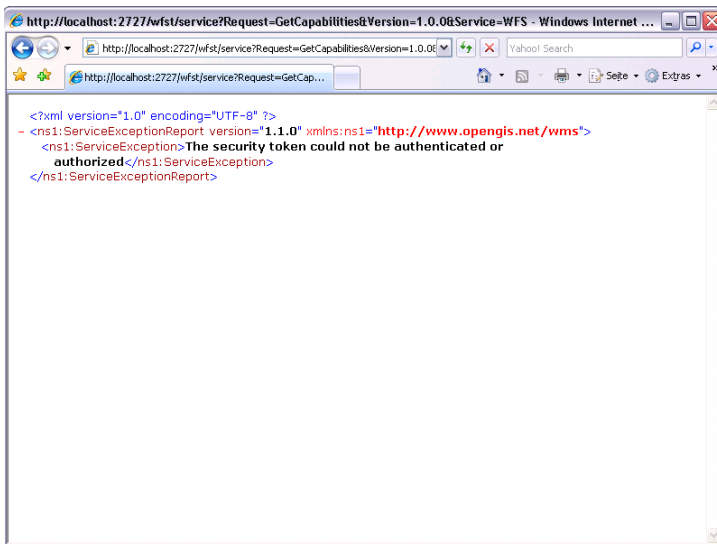 http://localhost:2727/wfst/service?Request=GetCapabilities&Version=1.0.0&Service=WFS - Windows Internet ...
http://localhost:2727/wfst/service?Request=GetCapabilities&Version=1.0.0&
Yahoo! Search
http://localhost:2727/wfst/service?Request=GetCap...
Seite
Extras
<?xml version="1.0" encoding="UTF-8" ?>
- <ns1:ServiceExceptionReport version="1.1.0" xmlns:ns1="http://www.opengis.net/wms">
<ns1:ServiceException>The security token could not be authenticated or
authorized</ns1:ServiceException>
</ns1:ServiceExceptionReport>